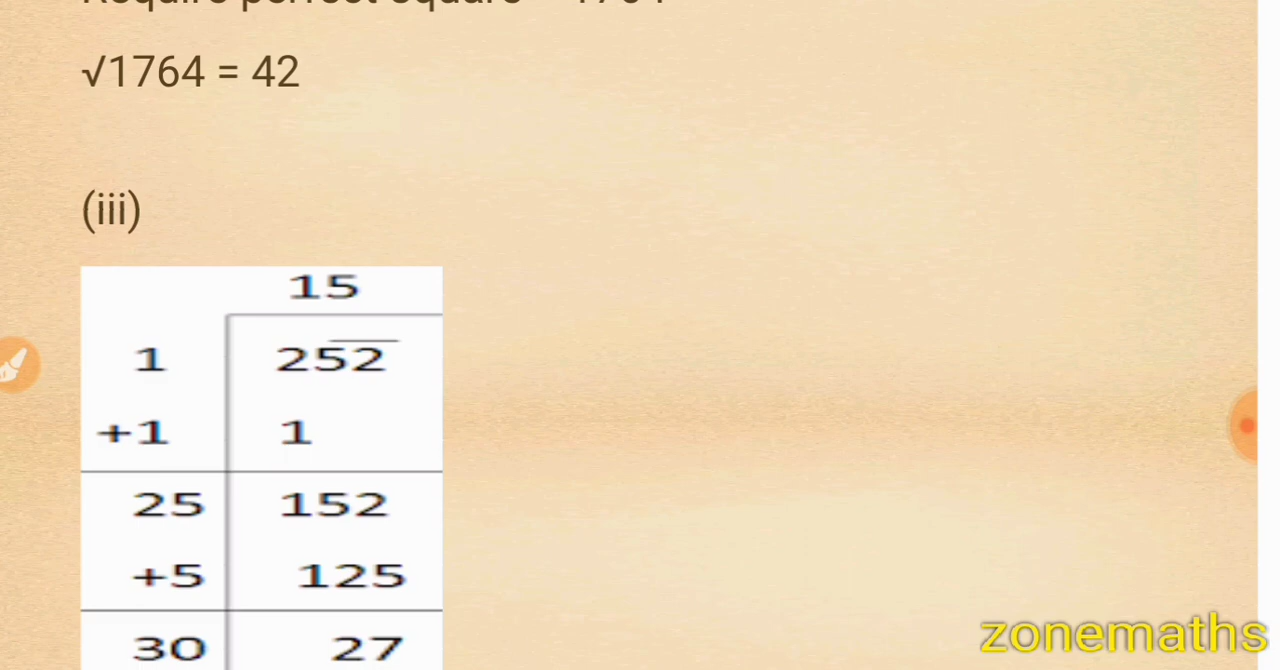 √1764 = 42
(iii)
15
1 252
+1 1
25 152
+5 125
30 27
zonemaths